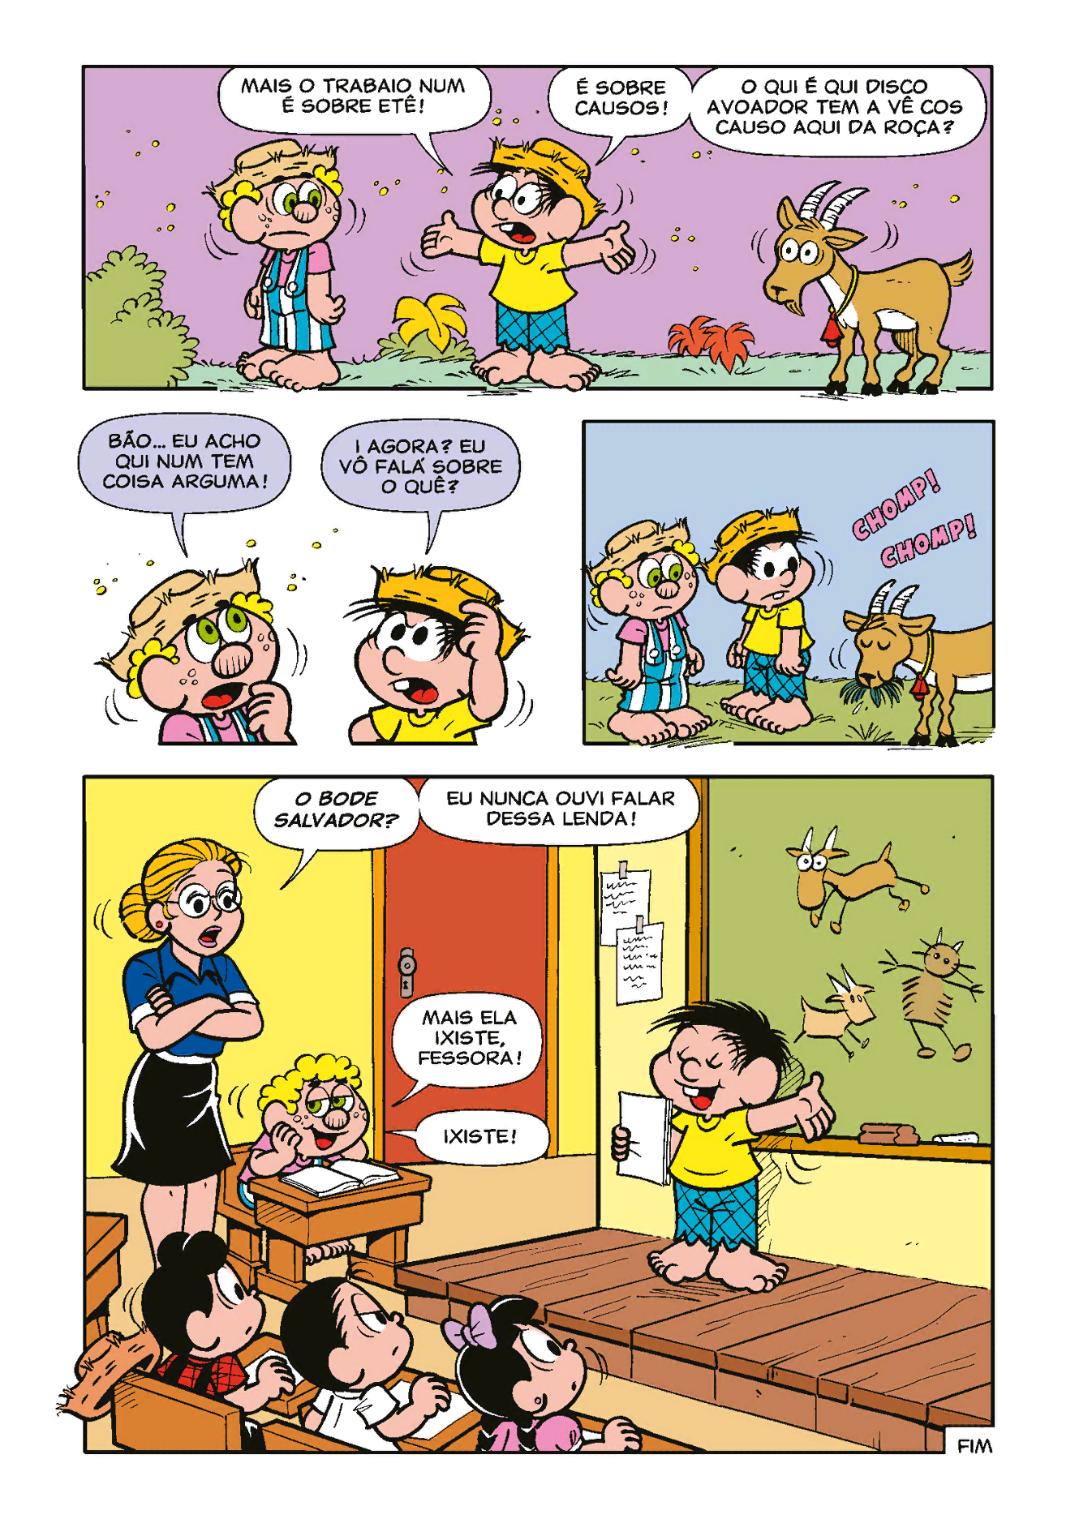 MAIS O TRABAIO NUM
É SOBRE ETÊ!
É SOBRE
CAUSOS!
O QUI É QUI DISCO
AVOADOR TEM A VÊ COS
CAUSO AQUI DA ROÇA?
BÃO... EU ACHO
QUI NUM TEM
COISA ARGUMA!
I AGORA? EU
VÔ FALÁ SOBRE
O QUÊ?
CHOMP!
CHOMP!
O BODE
SALVADOR?
EU NUNCA OUVI FALAR
DESSA LENDA!
MAIS ELA
IXISTE,
FESSORA!
IXISTE!
FIM